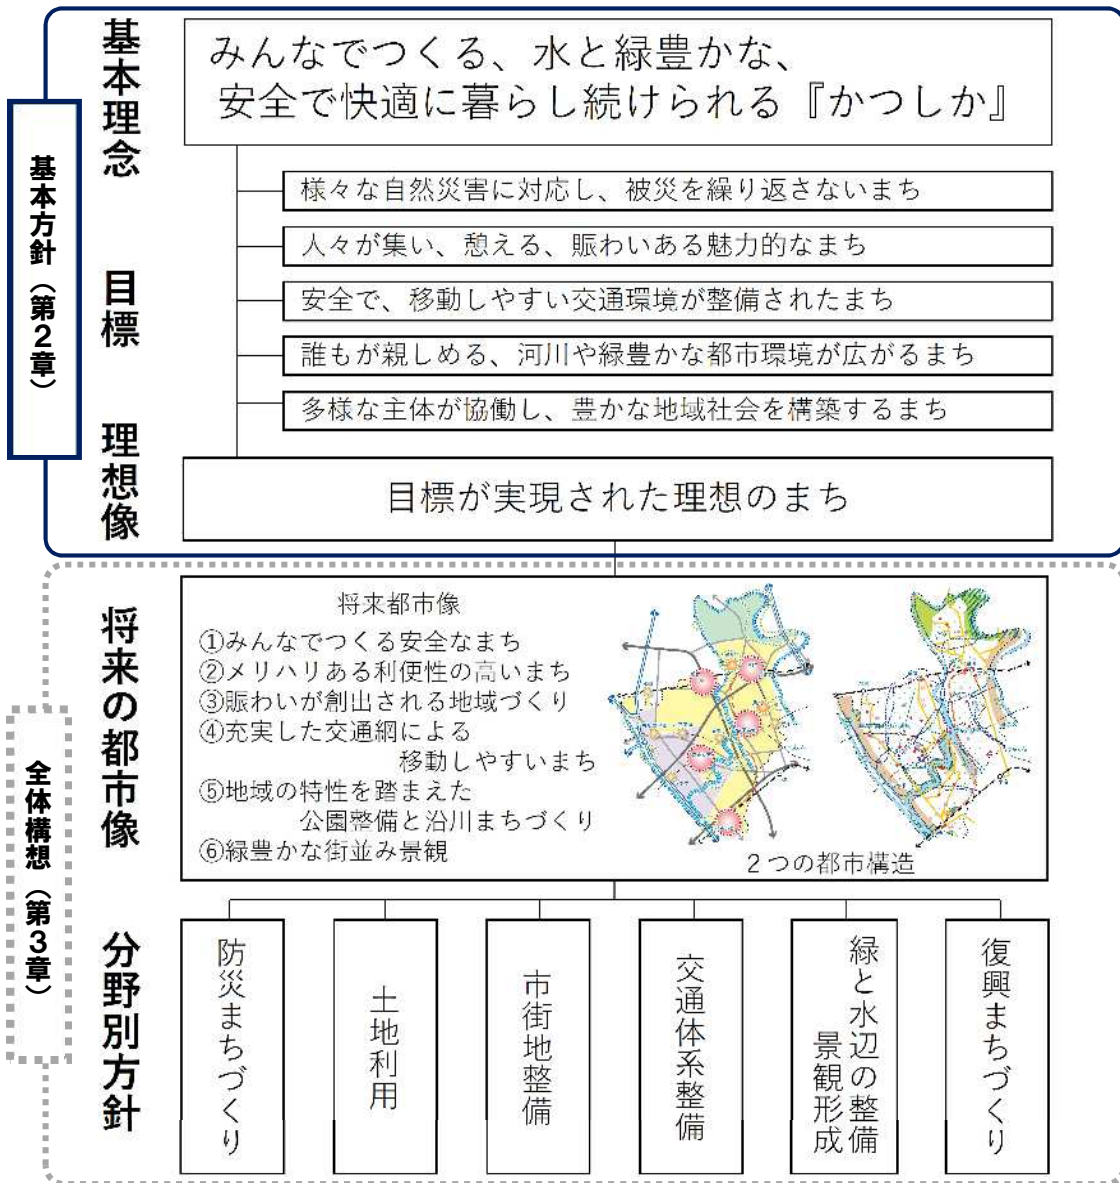 基本方針（第2章）
基本理念
みんなでつくる、水と緑豊かな、
安全で快適に暮らし続けられる『かつしか』
目標
様々な自然災害に対応し、被災を繰り返さないまち
人々が集い、憩える、賑わいある魅力的なまち
安全で、移動しやすい交通環境が整備されたまち
誰もが親しめる、河川や緑豊かな都市環境が広がるまち
多様な主体が協働し、豊かな地域社会を構築するまち
理想像
目標が実現された理想のまち
全体構想（第3章）
将来の都市像
将来都市像
①みんなでつくる安全なまち
②メリハリある利便性の高いまち
③賑わいが創出される地域づくり
④充実した交通網による
移動しやすいまち
⑤地域の特性を踏まえた
公園整備と沿川まちづくり
⑥緑豊かな街並み景観
2つの都市構造
分野別方針
防災まちづくり
土地利用
市街地整備
交通体系整備
緑と水辺の整備
景観形成
復興まちづくり